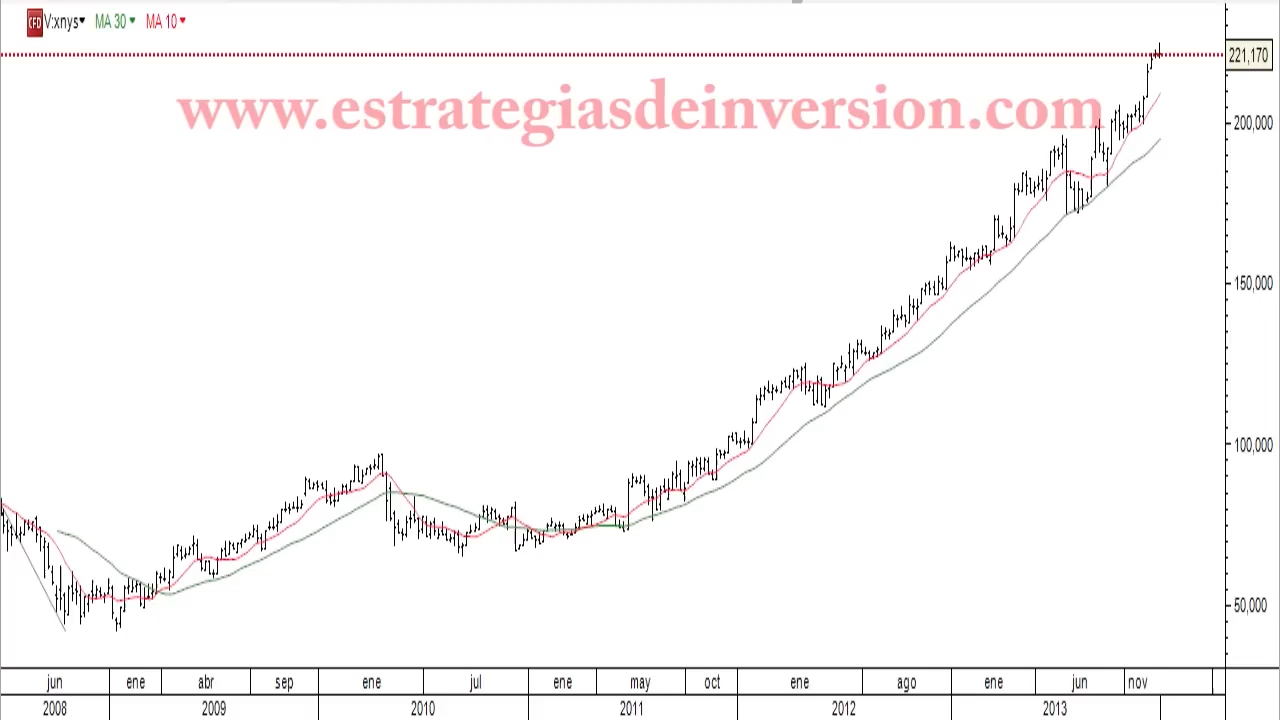 CFD V:xnys MA 30 MA 10
221,170
www.estrategiasdeinversion.com
200,000
150,000
100,000
50,000
jun ene abr sep ene jul ene may oct ene ago ene jun nov
2008 2009 2010 2011 2012 2013